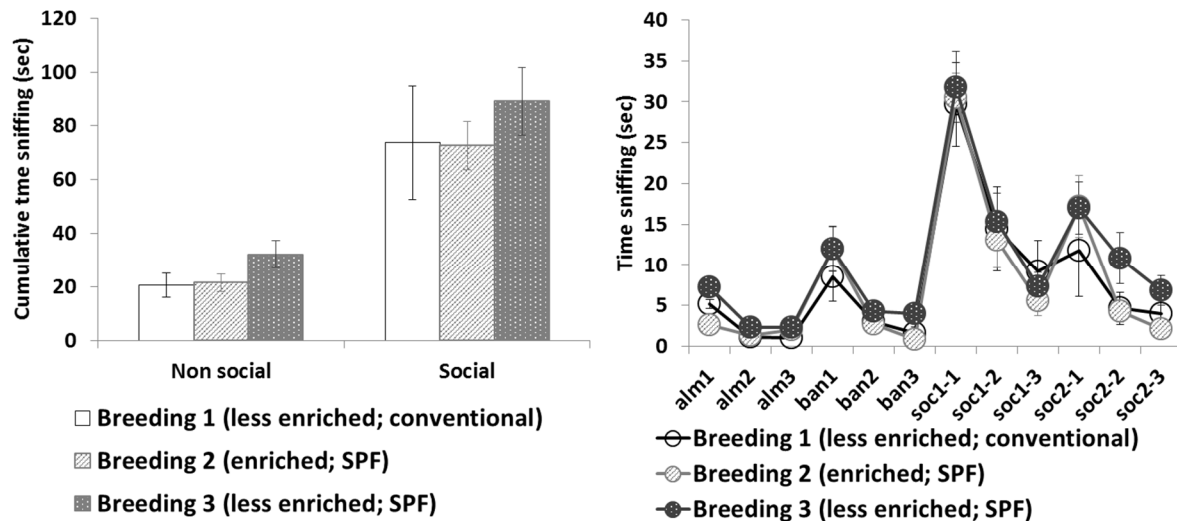 Cumulative tme sniffing (sec)
120
100
80
60
40
20
0
Non social
Social
Breeding 1 (less enriched; conventional)
Breeding 2 (enriched; SPF)
Breeding 3 (less enriched; SPF)
Time sniffing (sec)
40
35
30
25
20
15
10
5
0
alm1
alm2
alm3
ban1
ban2
ban3
soc1-1
soc1-2
soc1-3
soc2-1
soc2-2
soc2-3
Breeding 1 (less enriched; conventional)
Breeding 2 (enriched; SPF)
Breeding 3 (less enriched; SPF)